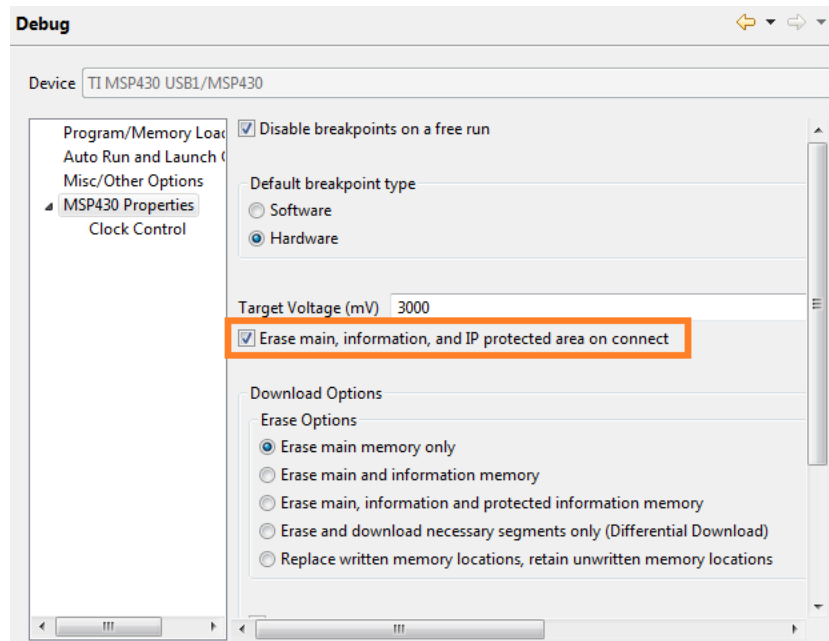 Debug
Device TI MSP430 USB1/MSP430
Program/Memory Load
Auto Run and Launch
Misc/Other Options
MSP430 Properties
Clock Control
Disable breakpoints on a free run
Default breakpoint type
Software
Hardware
Target Voltage (mV) 3000
Erase main, information, and IP protected area on connect
Download Options
Erase Options
Erase main memory only
Erase main and information memory
Erase main, information and protected information memory
Erase and download necessary segments only (Differential Download)
Replace written memory locations, retain unwritten memory locations